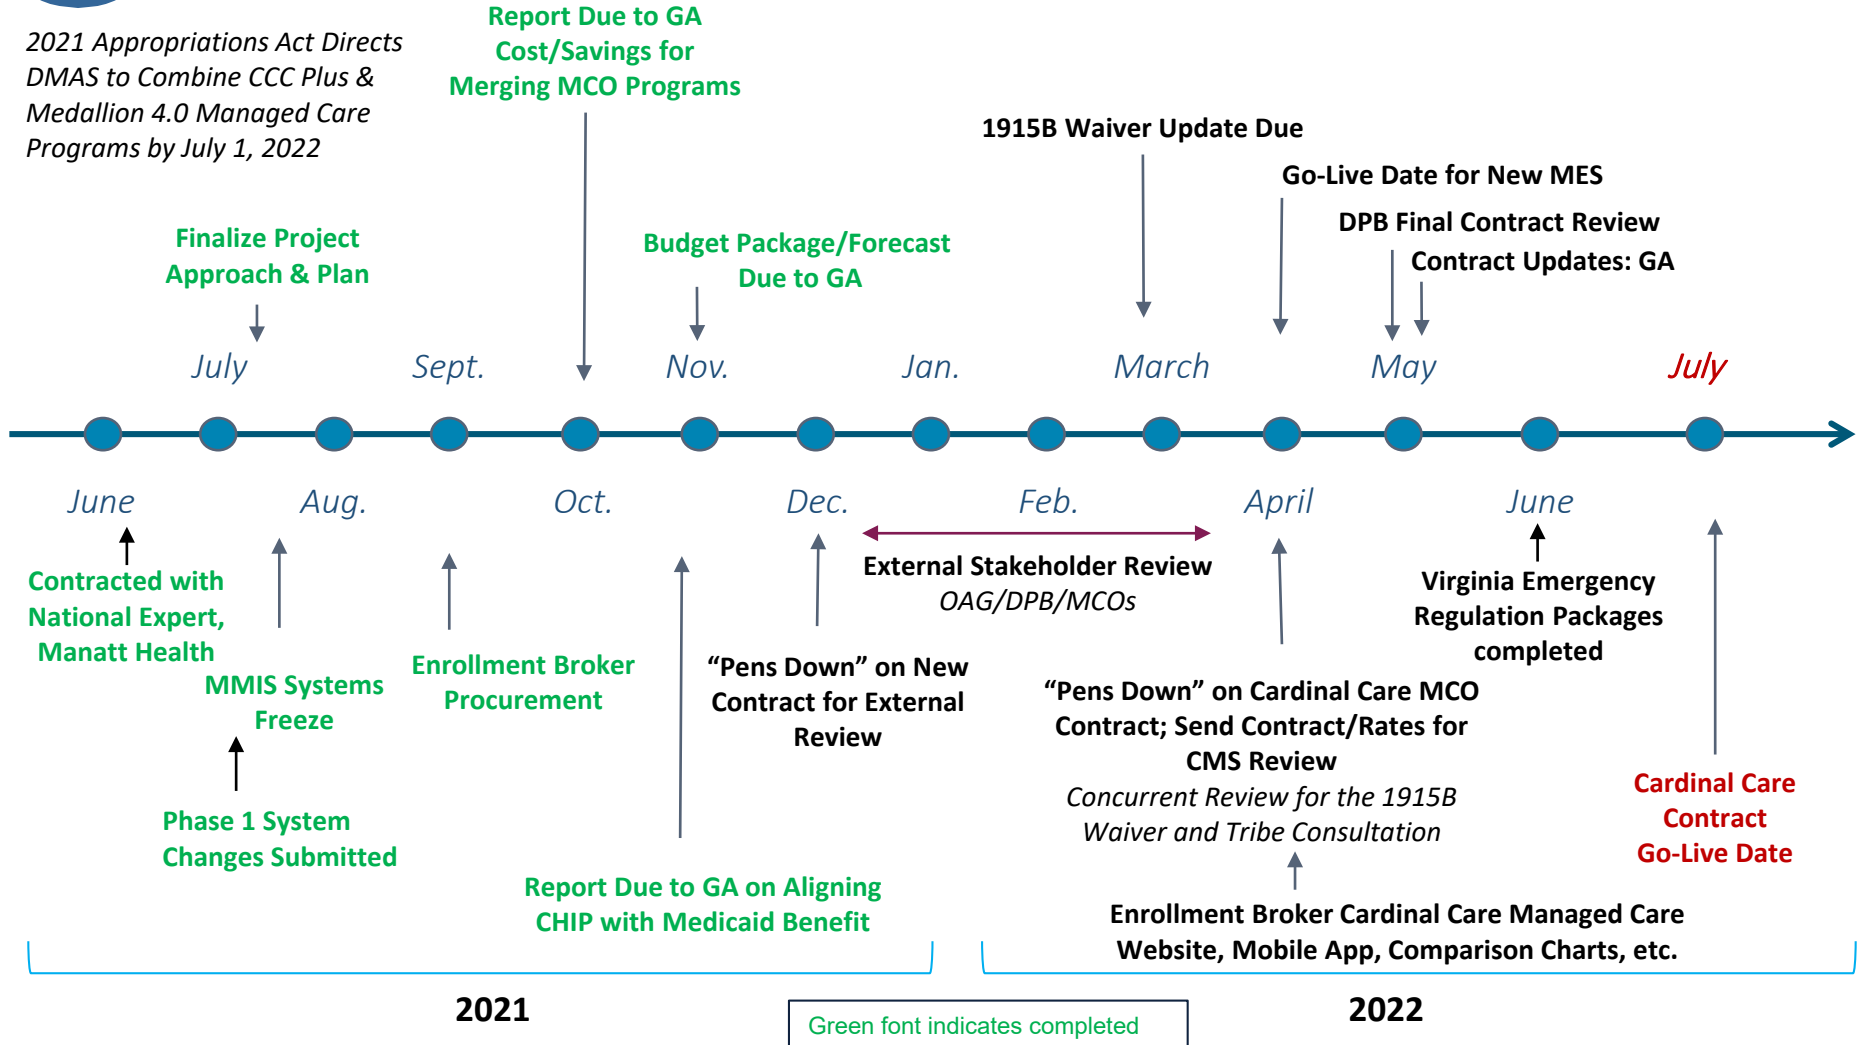 2021 Appropriations Act Directs
DMAS to Combine CCC Plus &
Medallion 4.0 Managed Care
Programs by July 1, 2022
Report Due to GA
Cost/Savings for
Merging MCO Programs
1915B Waiver Update Due
Go-Live Date for New MES
DPB Final Contract Review
Contract Updates: GA
Finalize Project
Approach & Plan
Budget Package/Forecast
Due to GA
July
Sept.
Nov.
Jan.
March
May
July
June
Aug.
Oct.
Dec.
Feb.
April
June
Contracted with
National Expert,
Manatt Health
MMIS Systems
Freeze
Phase 1 System
Changes Submitted
Enrollment Broker
Procurement
Report Due to GA on Aligning
CHIP with Medicaid Benefit
“Pens Down” on New
Contract for External
Review
External Stakeholder Review
OAG/DPB/MCOs
“Pens Down” on Cardinal Care MCO
Contract; Send Contract/Rates for
CMS Review
Concurrent Review for the 1915B
Waiver and Tribe Consultation
Enrollment Broker Cardinal Care Managed Care
Website, Mobile App, Comparison Charts, etc.
Virginia Emergency
Regulation Packages
completed
Cardinal Care
Contract
Go-Live Date
2021
2022
Green font indicates completed